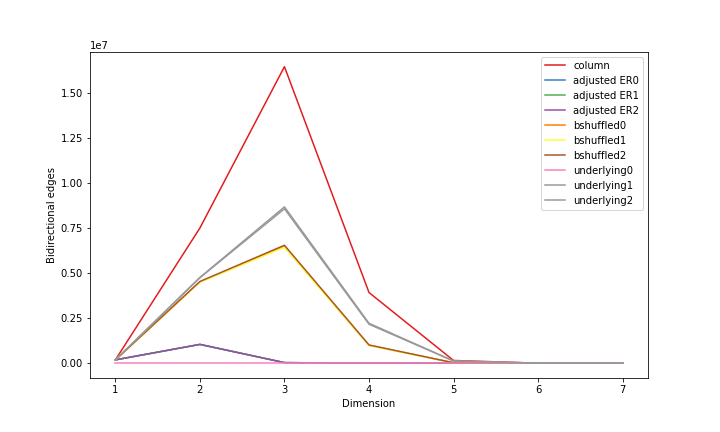 1e7
1.50
1.25
1.00
0.75
0.50
0.25
0.00
Bidirectional edges
1 2 3 4 5 6 7
Dimension
column
adjusted ER0
adjusted ER1
adjusted ER2
bshuffled0
bshuffled1
bshuffled2
underlying0
underlying1
underlying2